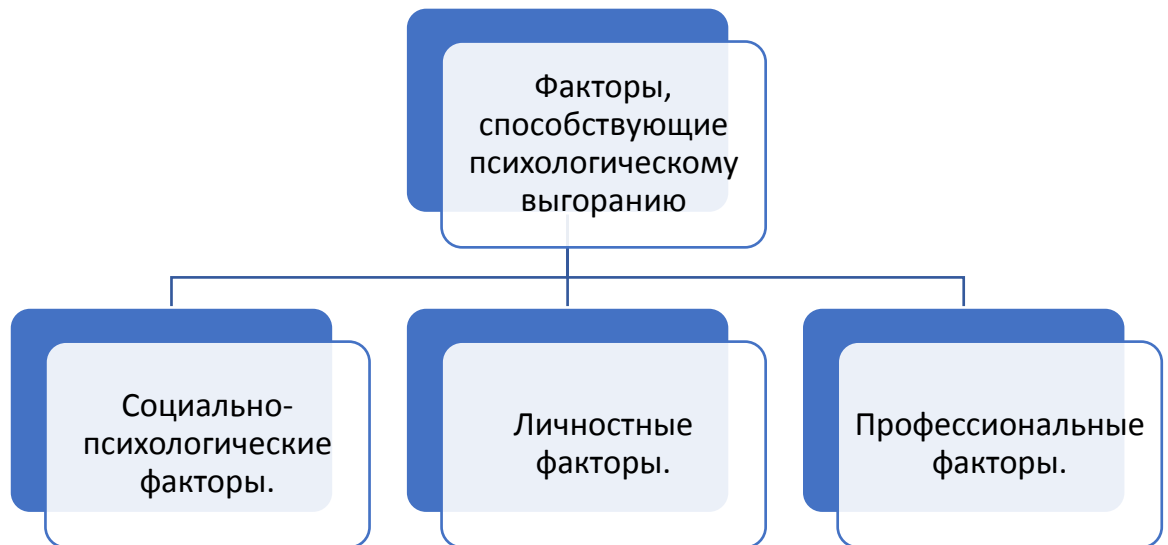 Факторы,
способствующие
психологическому
выгоранию
Социально-
психологические
факторы.
Личностные
факторы.
Профессиональные
факторы.